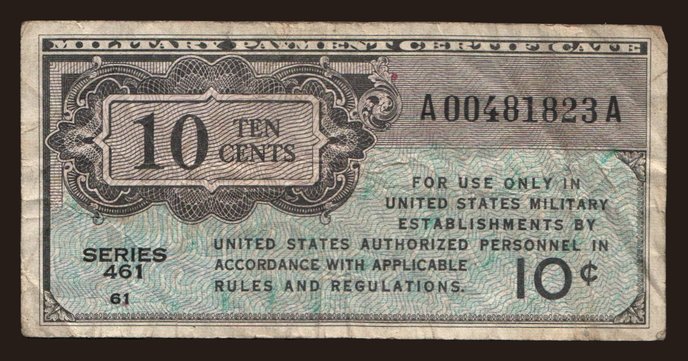 MILITARY PAYMENT CERTIFICATE
A00481823A
10 TEN
CENTS
FOR USE ONLY IN
UNITED STATES MILITARY
ESTABLISHMENTS BY
UNITED STATES AUTHORIZED PERSONNEL IN
ACCORDANCE WITH APPLICABLE
RULES AND REGULATIONS.
SERIES
461
61
10¢